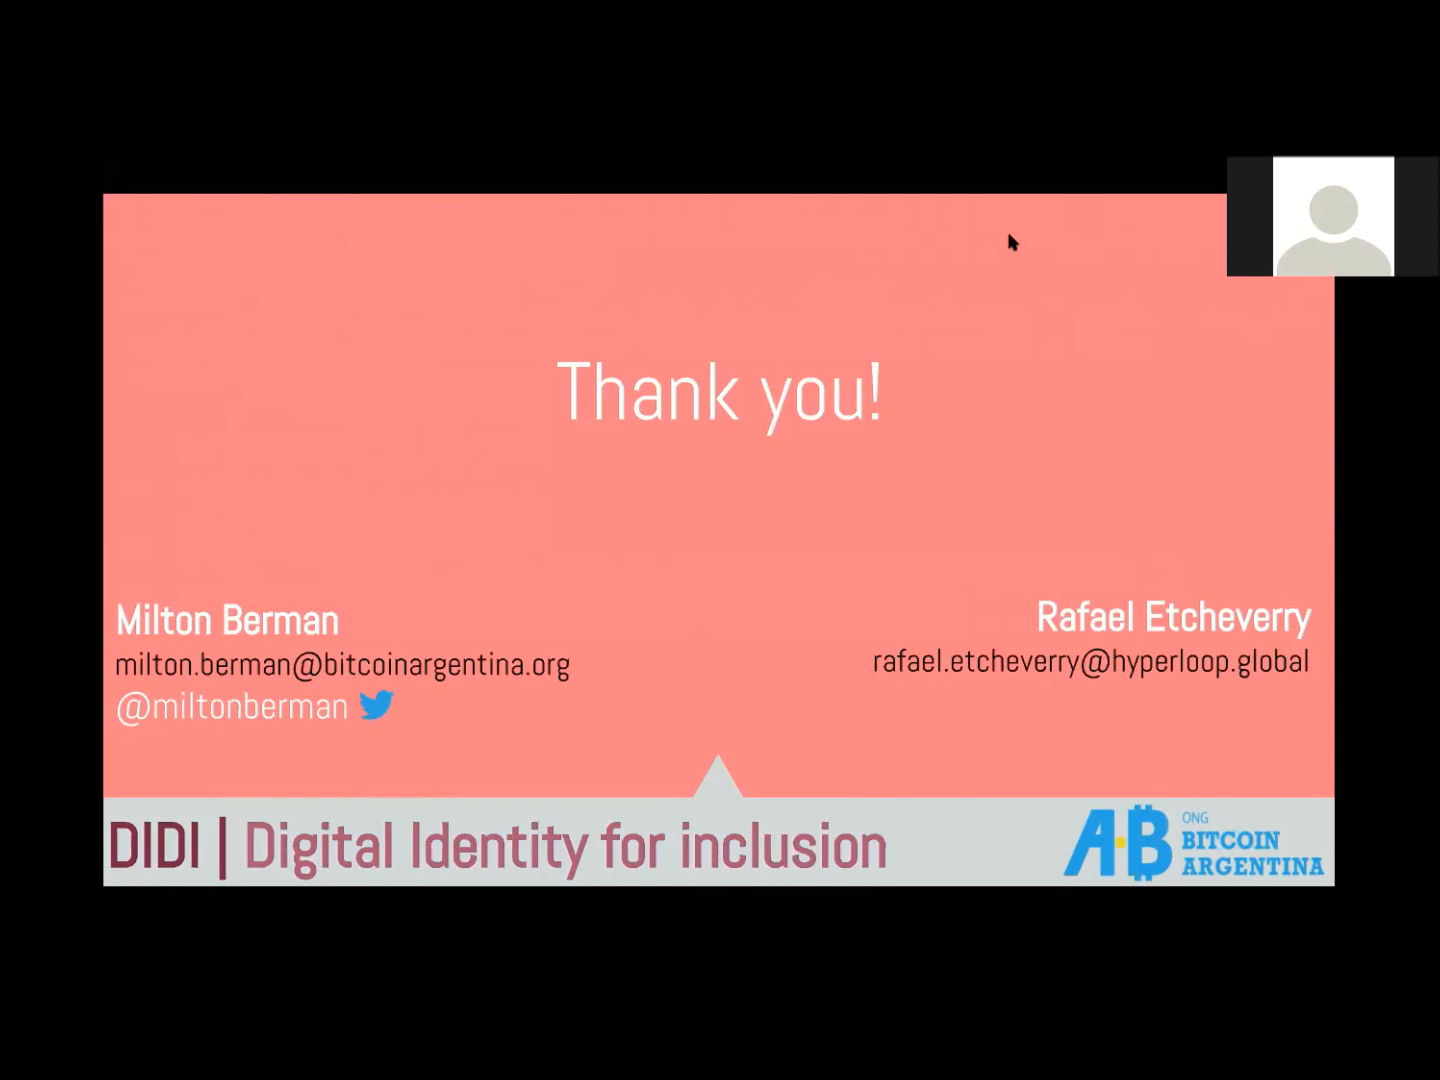 Thank you!
Milton Berman
milton.berman@bitcoinargentina.org
@miltonberman
Rafael Etcheverry
rafael.etcheverry@hyperloop.global
DIDI | Digital Identity for inclusion
AB
ONG
BITCOIN
ARGENTINA